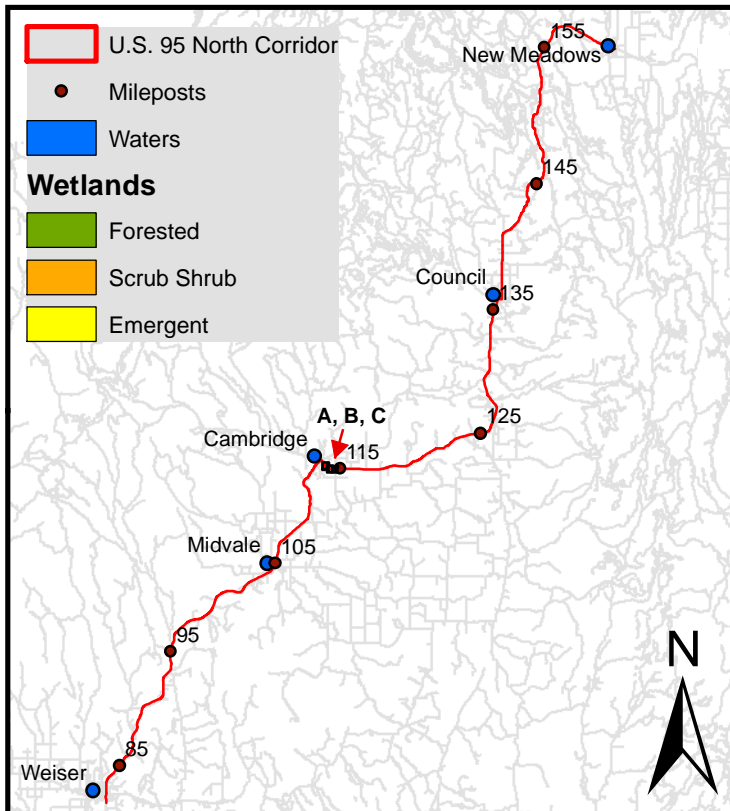 U.S. 95 North Corridor
Mileposts
Waters
Wetlands
Forested
Scrub Shrub
Emergent
155
New Meadows
145
Council
135
125
A, B, C
Cambridge
115
Midvale
105
95
N
85
Weiser